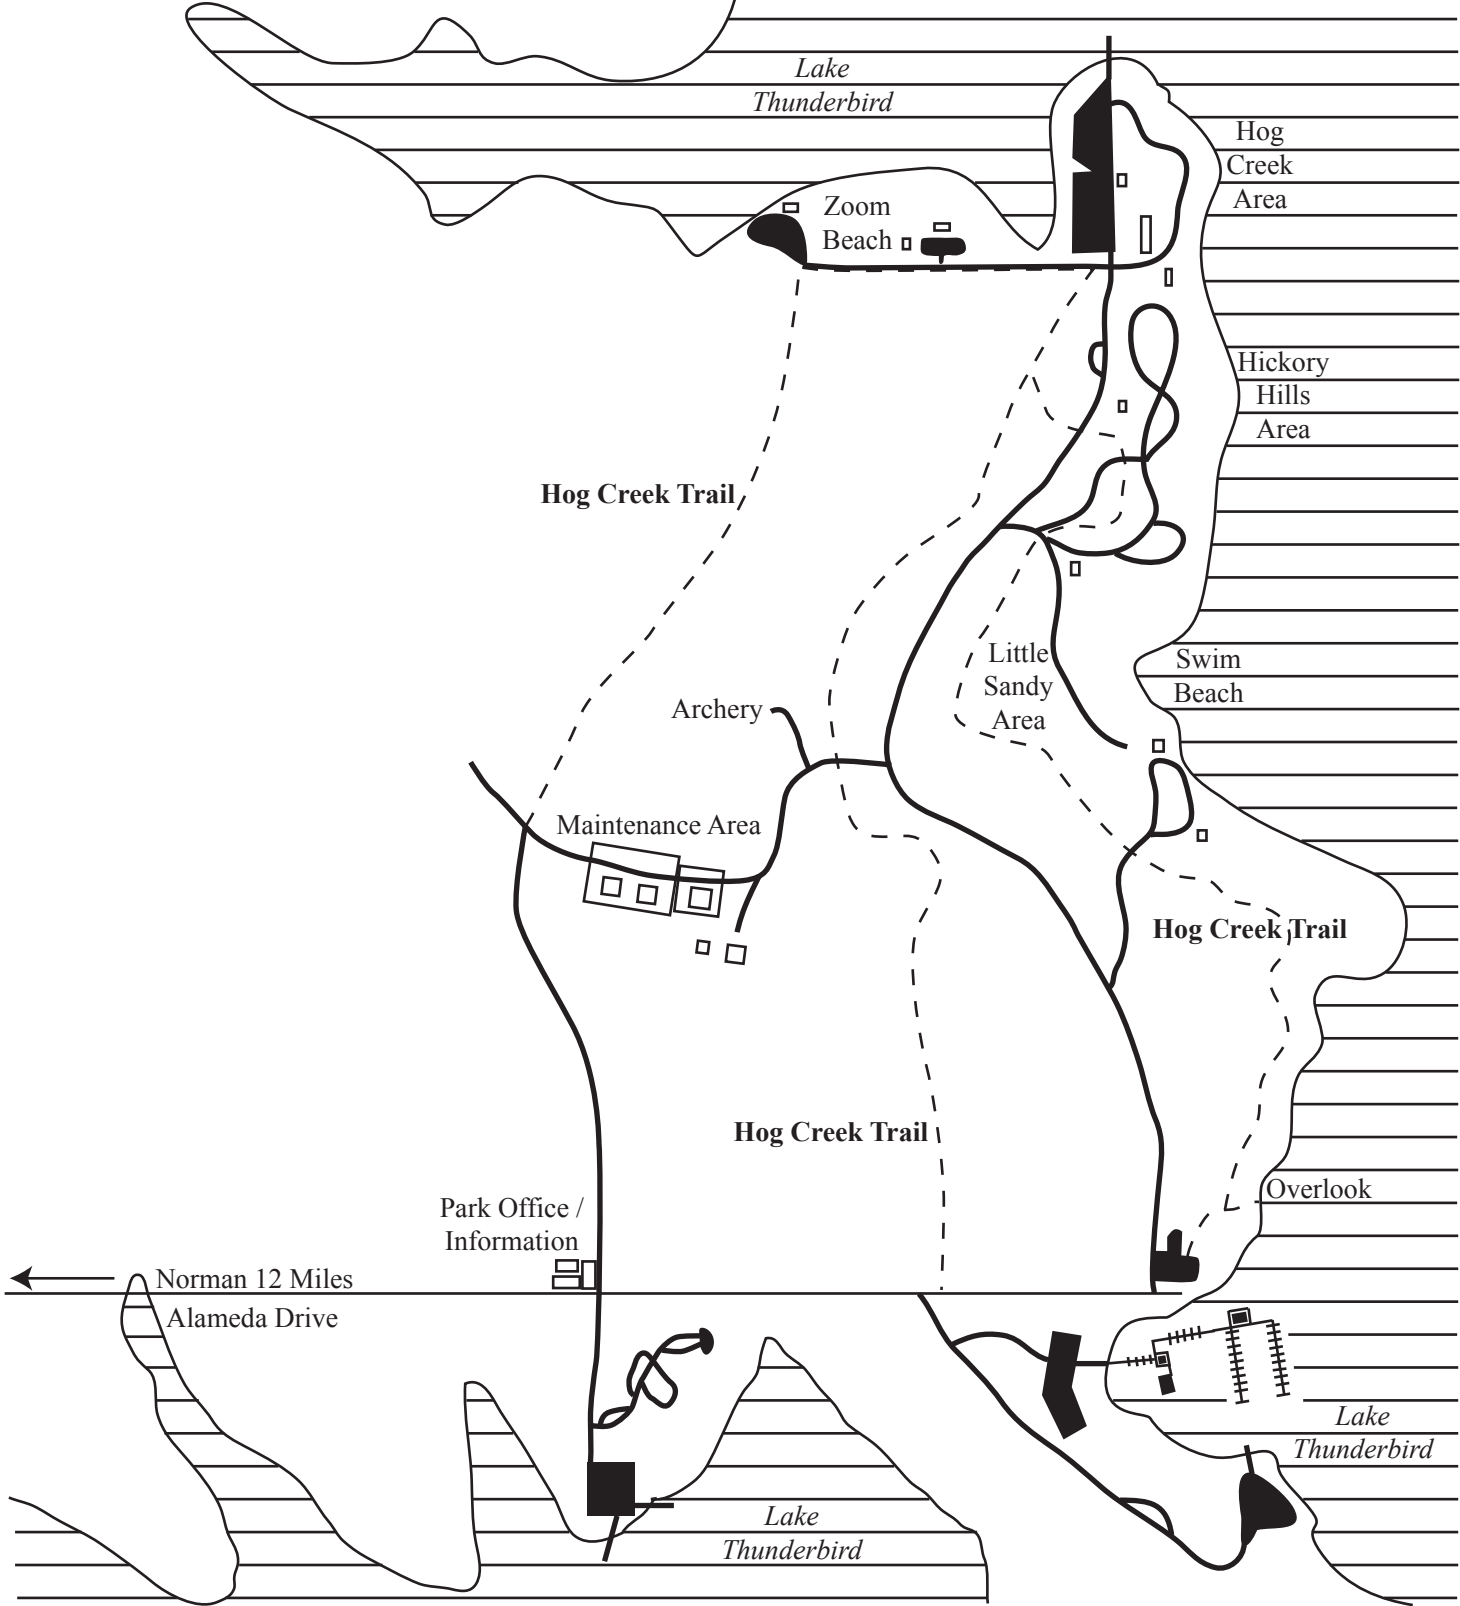 Lake
Thunderbird
Hog
Creek
Area
Zoom
Beach
Hickory
Hills
Area
Hog Creek Trail
Little
Sandy
Area
Swim
Beach
Archery
Maintenance Area
Hog Creek Trail
Hog Creek Trail
Overlook
Park Office /
Information
Norman 12 Miles
Alameda Drive
Lake
Thunderbird
Lake
Thunderbird